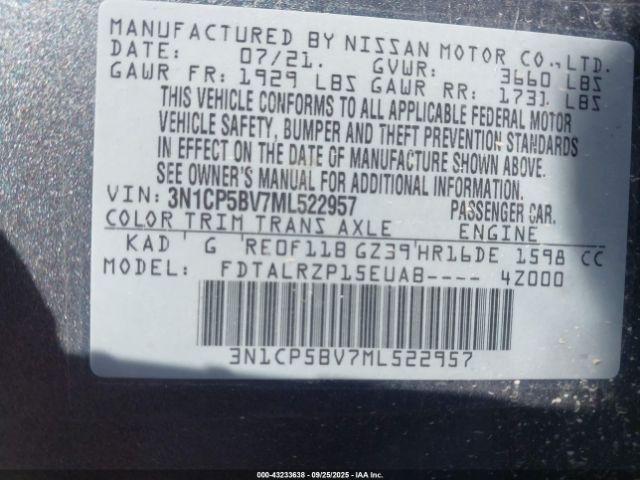 MANUFACTURED BY NISSAN MOTOR CO.,LTD.
DATE: 07/21. GVWR: 3660 LBS
GAWR FR: 1929 LBS GAWR RR: 1731 LBS
THIS VEHICLE CONFORMS TO ALL APPLICABLE FEDERAL MOTOR
VEHICLE SAFETY, BUMPER AND THEFT PREVENTION STANDARDS
IN EFFECT ON THE DATE OF MANUFACTURE SHOWN ABOVE.
SEE OWNER'S MANUAL FOR ADDITIONAL INFORMATION.
VIN: 3N1CP5BV7ML522957 PASSENGER CAR.
COLOR TRIM TRANS AXLE ENGINE
KAD G RE0F11B GZ39 HR16DE 1598 CC
MODEL: FDTALRZP15EUAB---- 4Z000
3N1CP5BV7ML522957
000-43233638 - 09/25/2025 - IAA Inc.